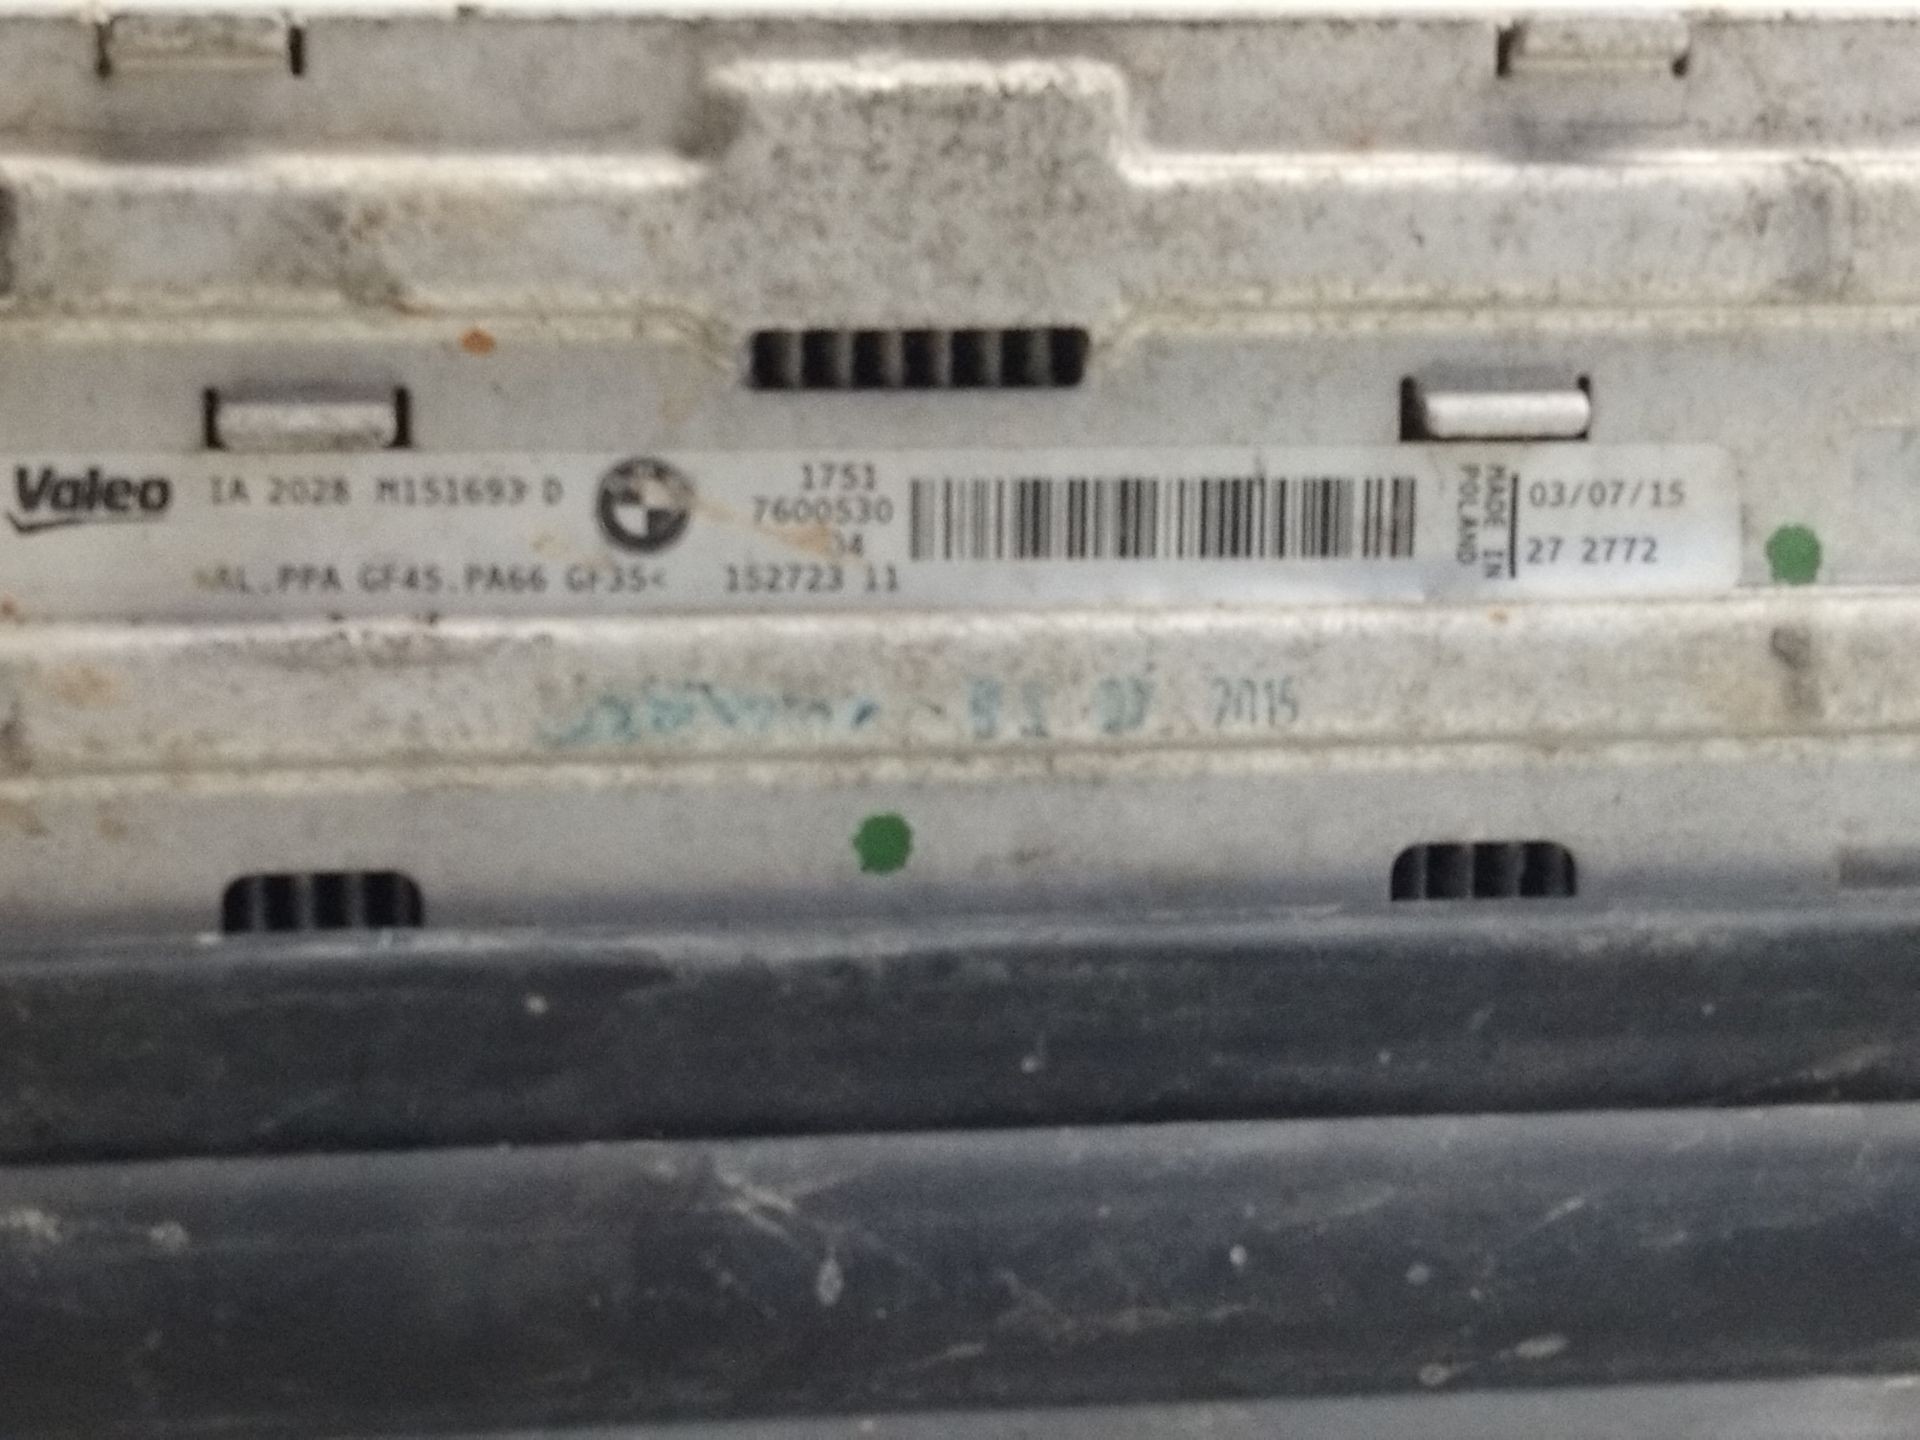 Valeo IA 2028 M151693 D
1751
7600530
04
>AL.PPA GF45.PA66 GF35<
152723 11
MADE IN
POLAND
03/07/15
27 2772
2015